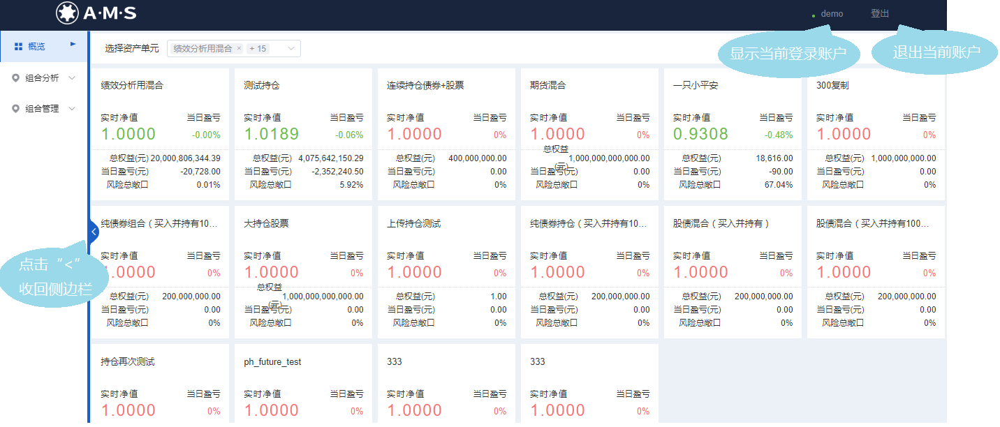 A·M·S
demo 登出
显示当前登录账户 退出当前账户
概览
组合分析
组合管理
点击“<”
收回侧边栏
选择资产单元 绩效分析用混合 × + 15
绩效分析用混合
实时净值 当日盈亏
1.0000 -0.00%
总权益(元) 20,000,806,344.39
当日盈亏(元) -20,728.00
风险总敞口 0.01%
测试持仓
实时净值 当日盈亏
1.0189 -0.06%
总权益(元) 4,075,642,150.29
当日盈亏(元) -2,352,240.50
风险总敞口 5.92%
连续持仓债券+股票
实时净值 当日盈亏
1.0000 0%
总权益(元) 400,000,000.00
当日盈亏(元) 0.00
风险总敞口 0%
期货混合
实时净值 当日盈亏
1.0000 0%
总权益
(元) 1,000,000,000,000.00
当日盈亏(元) 0.00
风险总敞口 0%
一只小平安
实时净值 当日盈亏
0.9308 -0.48%
总权益(元) 18,616.00
当日盈亏(元) -90.00
风险总敞口 67.04%
300复制
实时净值 当日盈亏
1.0000 0%
总权益(元) 1,000,000,000.00
当日盈亏(元) 0.00
风险总敞口 0%
纯债券组合（买入并持有10...
实时净值 当日盈亏
1.0000 0%
总权益(元) 200,000,000.00
当日盈亏(元) 0.00
风险总敞口 0%
大持仓股票
实时净值 当日盈亏
1.0000 0%
总权益
(元) 1,000,000,000,000.00
当日盈亏(元) 0.00
风险总敞口 0%
上传持仓测试
实时净值 当日盈亏
1.0000 0%
总权益(元) 1.00
当日盈亏(元) 0.00
风险总敞口 0%
纯债券持仓（买入并持有10...
实时净值 当日盈亏
1.0000 0%
总权益(元) 200,000,000.00
当日盈亏(元) 0.00
风险总敞口 0%
股债混合（买入并持有）
实时净值 当日盈亏
1.0000 0%
总权益(元) 200,000,000.00
当日盈亏(元) 0.00
风险总敞口 0%
股债混合（买入并持有100...
实时净值 当日盈亏
1.0000 0%
总权益(元) 200,000,000.00
当日盈亏(元) 0.00
风险总敞口 0%
持仓再次测试
实时净值 当日盈亏
1.0000 0%
ph_future_test
实时净值 当日盈亏
1.0000 0%
333
实时净值 当日盈亏
1.0000 0%
333
实时净值 当日盈亏
1.0000 0%